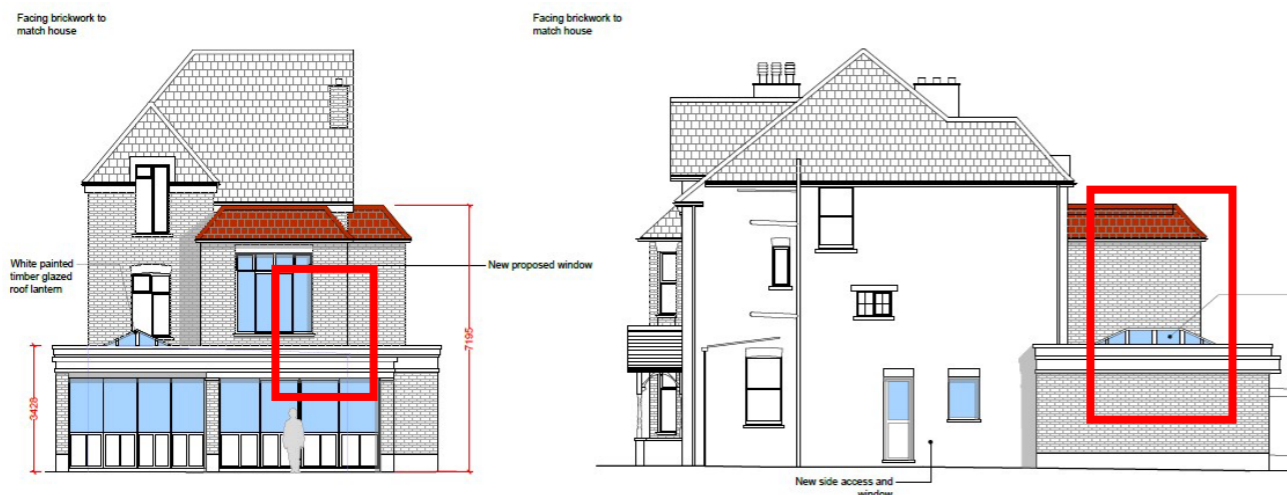 Facing brickwork to
match house
Facing brickwork to
match house
White painted
timber glazed
roof lantern
New proposed window
7195
3428
New side access and
window